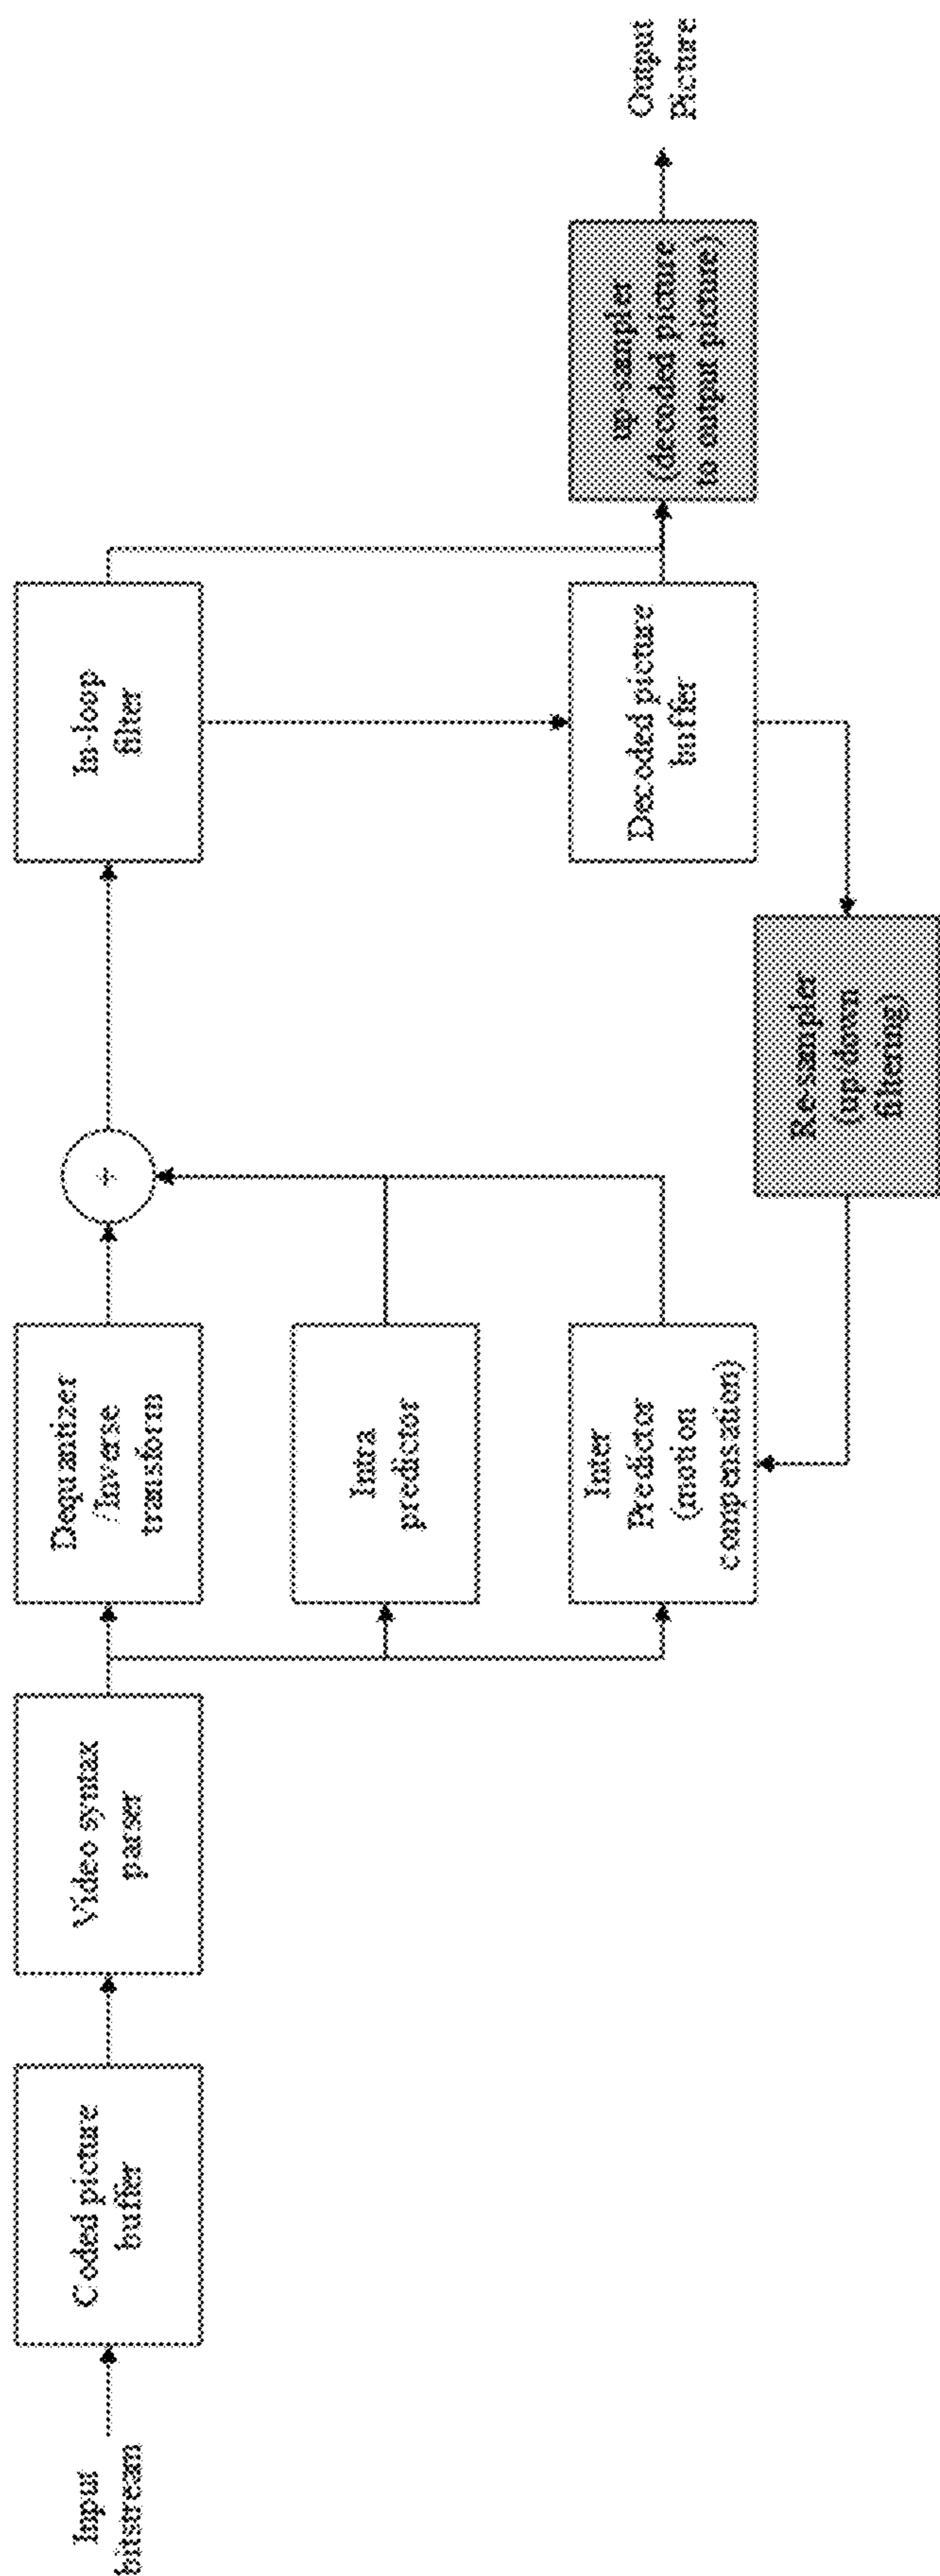 Input
bitstream
Coded picture
buffer
Video syntax
parser
Dequantizer
/Inverse
transform
Intra
predictor
Inter
Predictor
(motion
compensation)
+
In-loop
filter
Decoded picture
buffer
Re-sampler
(up/down
filtering)
up-sampler
(decoded picture
to output picture)
Output
Picture